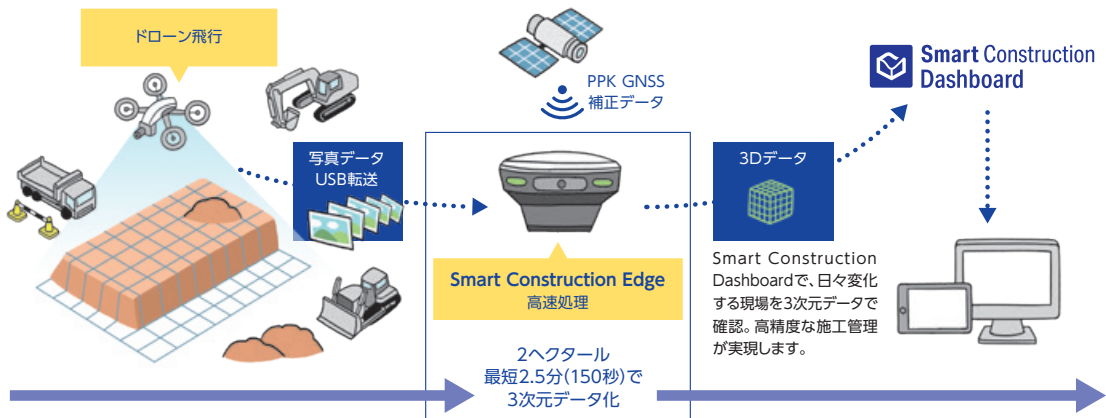 ドローン飛行
PPK GNSS
補正データ
Smart Construction
Dashboard
写真データ
USB転送
3Dデータ
Smart Construction Edge
高速処理
Smart Construction
Dashboardで、日々変化
する現場を3次元データで
確認。高精度な施工管理
が実現します。
2ヘクタール
最短2.5分(150秒)で
3次元データ化